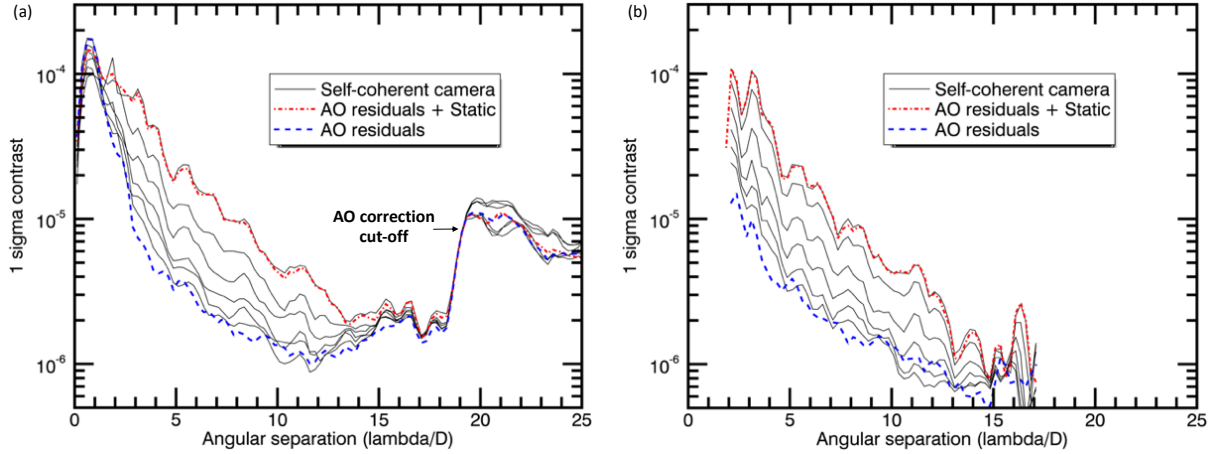 (a)
10⁻⁴
10⁻⁵
10⁻⁶
1 sigma contrast
Self-coherent camera
AO residuals + Static
AO residuals
AO correction
cut-off
0 5 10 15 20 25
Angular separation (lambda/D)
(b)
10⁻⁴
10⁻⁵
10⁻⁶
1 sigma contrast
Self-coherent camera
AO residuals + Static
AO residuals
0 5 10 15 20 25
Angular separation (lambda/D)